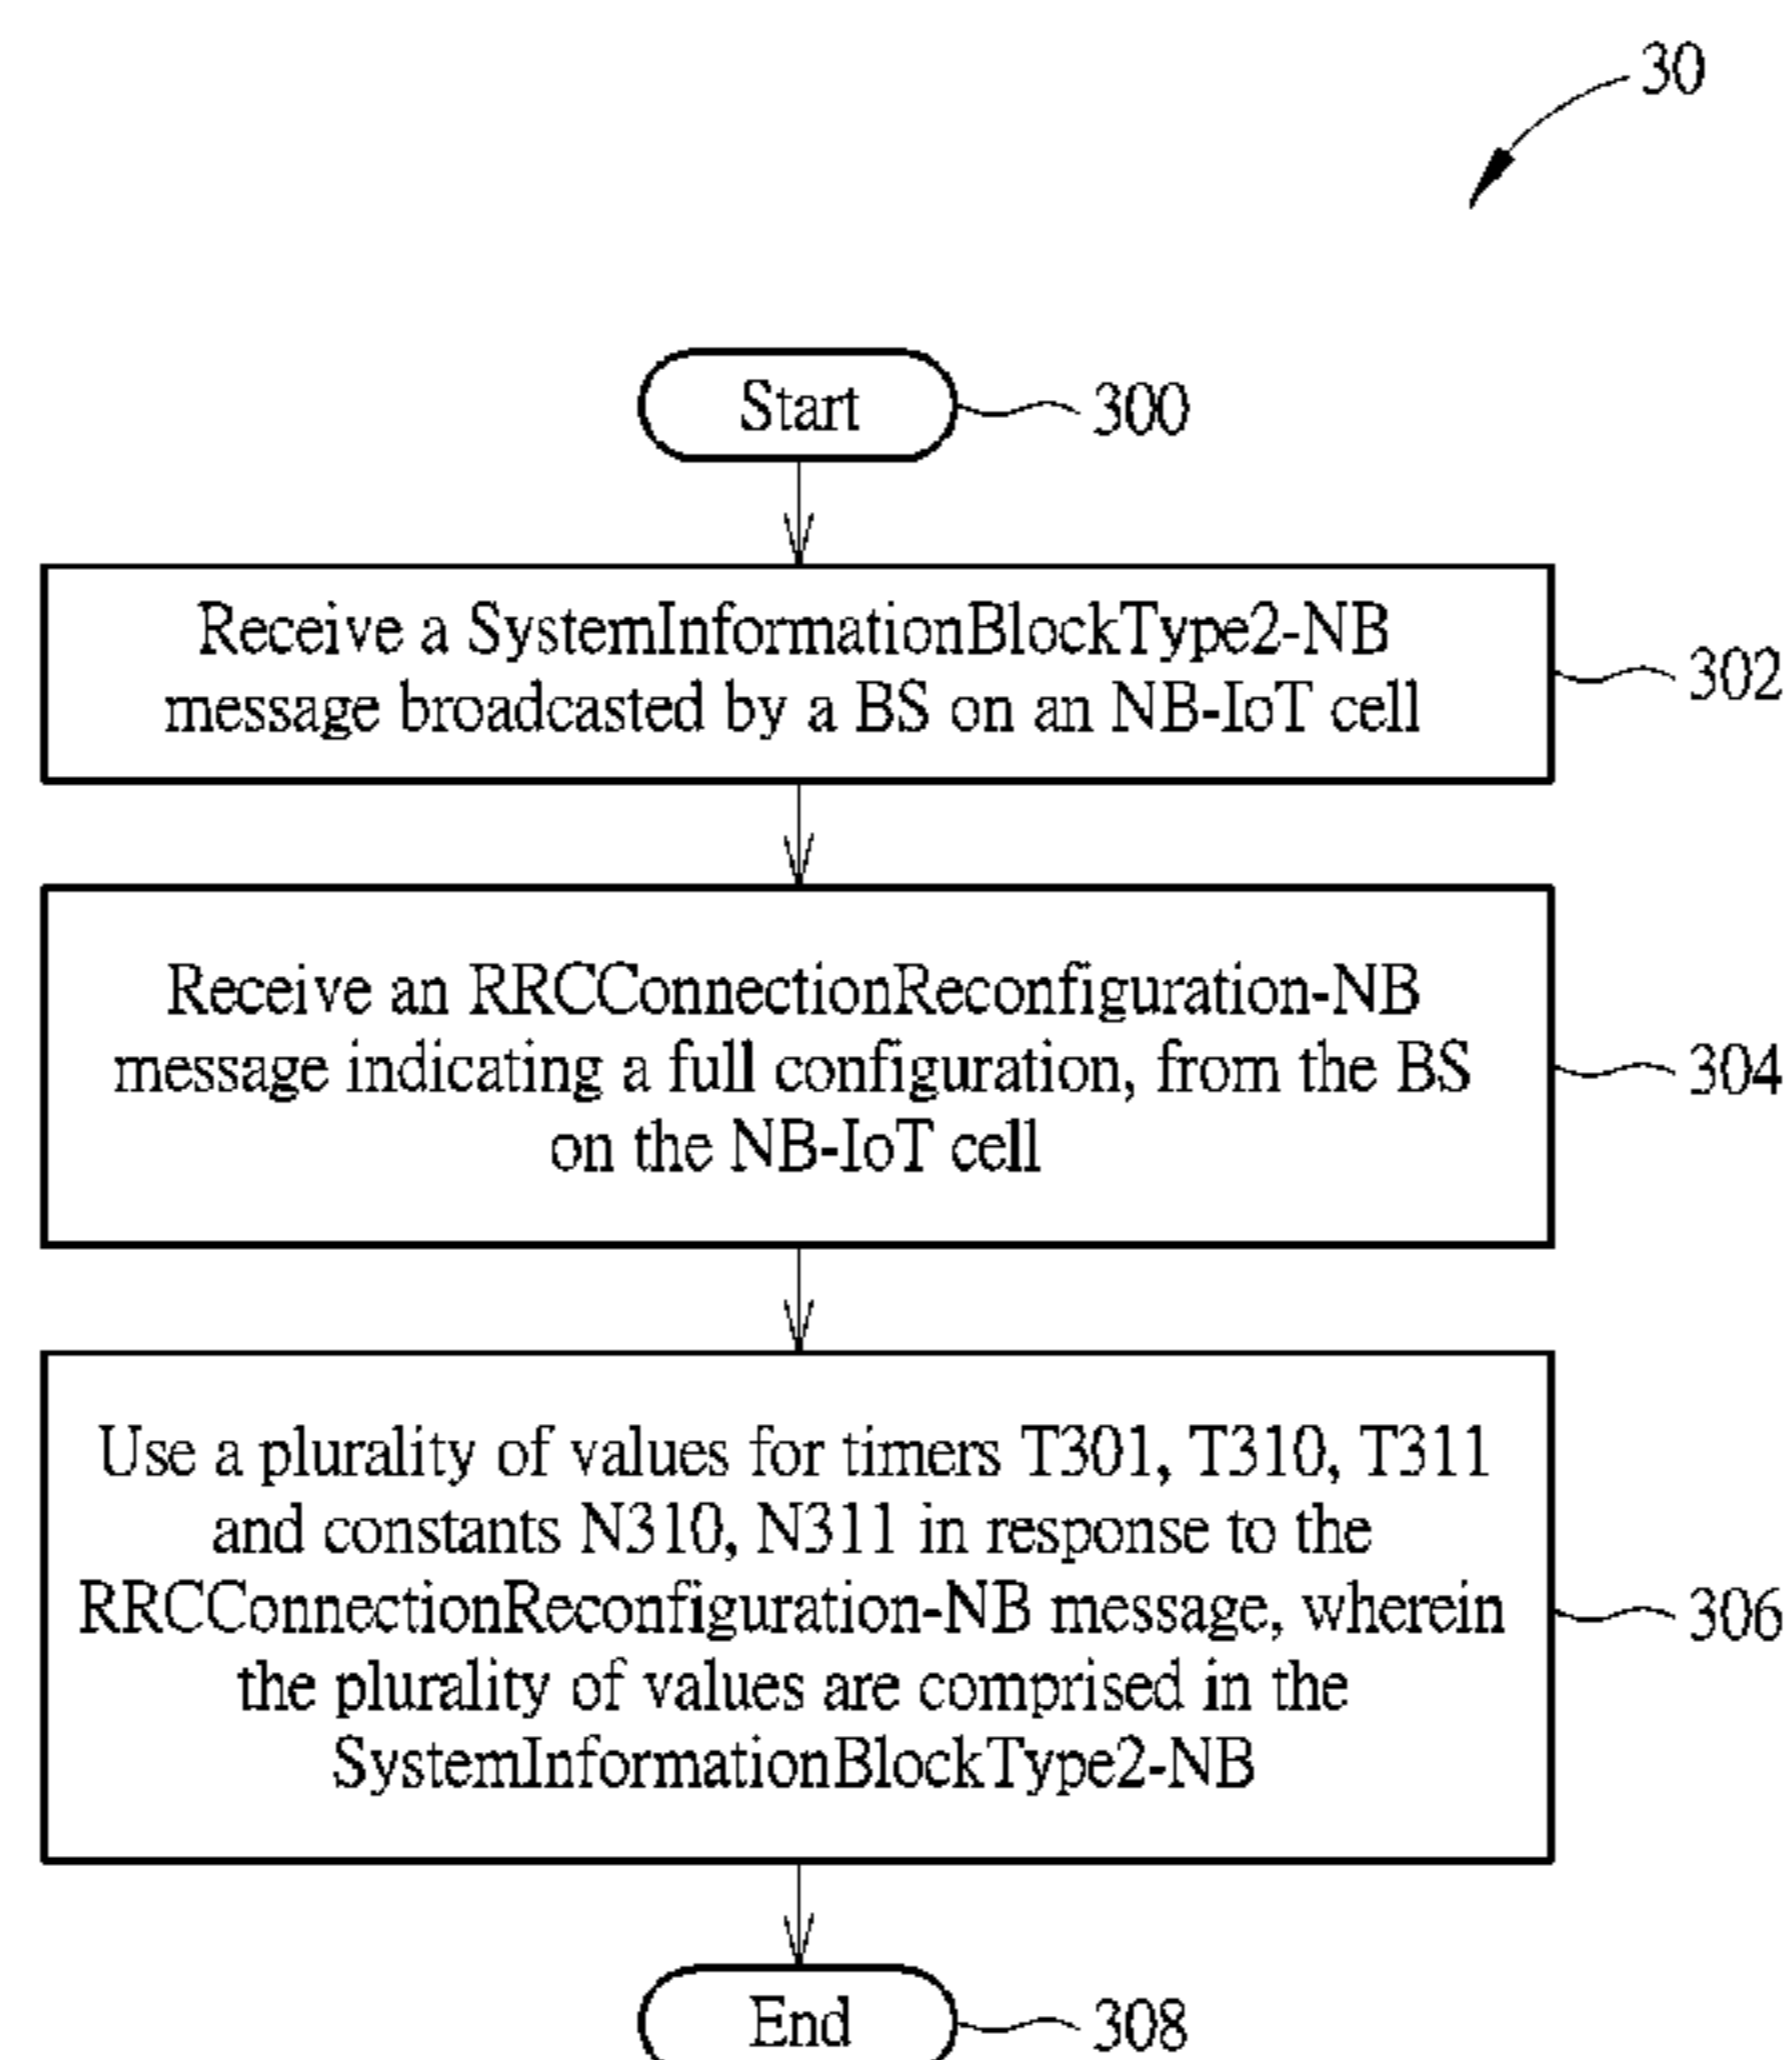 30
Start
300
Receive a SystemInformationBlockType2-NB
message broadcasted by a BS on an NB-IoT cell
302
Receive an RRCConnectionReconfiguration-NB
message indicating a full configuration, from the BS
on the NB-IoT cell
304
Use a plurality of values for timers T301, T310, T311
and constants N310, N311 in response to the
RRCConnectionReconfiguration-NB message, wherein
the plurality of values are comprised in the
SystemInformationBlockType2-NB
306
End
308